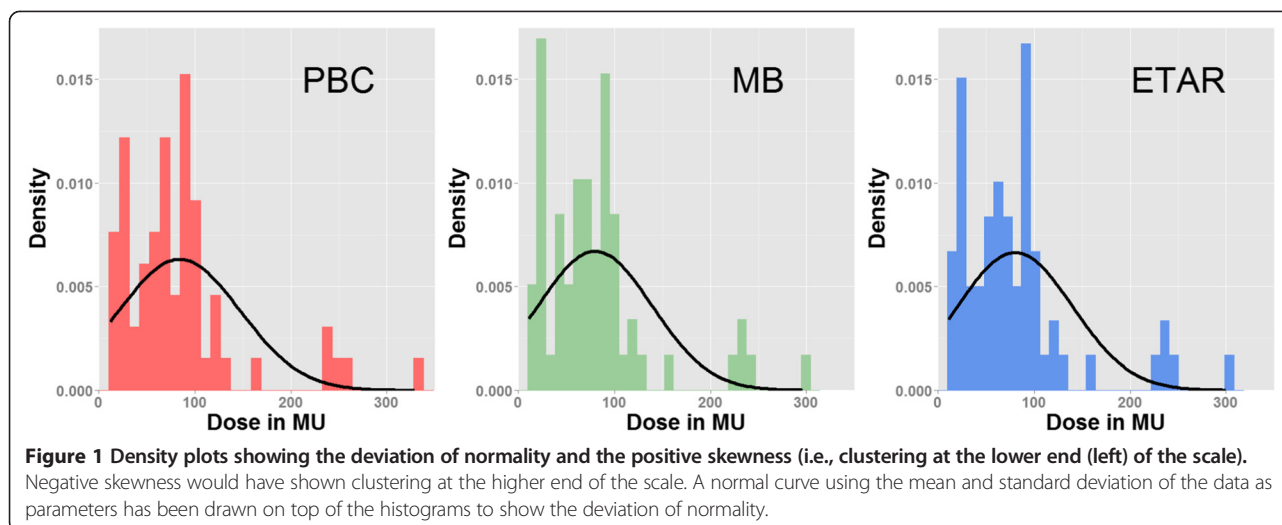 PBC
MB
ETAR
0.015
0.010
0.005
0.000
Density
0
100
200
300
Dose in MU
0.015
0.010
0.005
0.000
Density
0
100
200
300
Dose in MU
0.015
0.010
0.005
0.000
Density
0
100
200
300
Dose in MU
Figure 1 Density plots showing the deviation of normality and the positive skewness (i.e., clustering at the lower end (left) of the scale).
Negative skewness would have shown clustering at the higher end of the scale. A normal curve using the mean and standard deviation of the data as
parameters has been drawn on top of the histograms to show the deviation of normality.